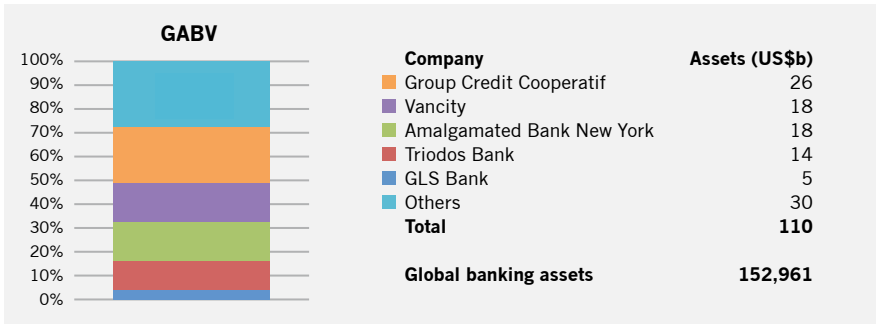 GABV
100%
90%
80%
70%
60%
50%
40%
30%
20%
10%
0%
Company Assets (US$b)
Group Credit Cooperatif 26
Vancity 18
Amalgamated Bank New York 18
Triodos Bank 14
GLS Bank 5
Others 30
Total 110
Global banking assets 152,961